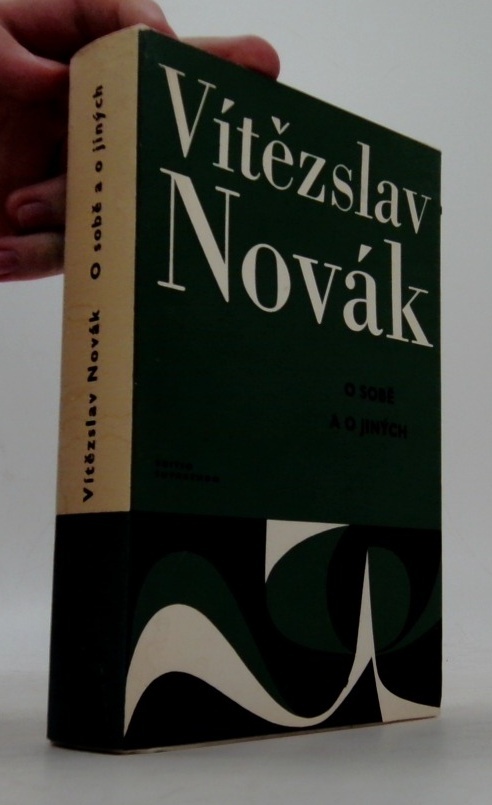 Vítězslav Novák O sobě a o jiných
Vítězslav
Novák
O SOBĚ
A O JINÝCH